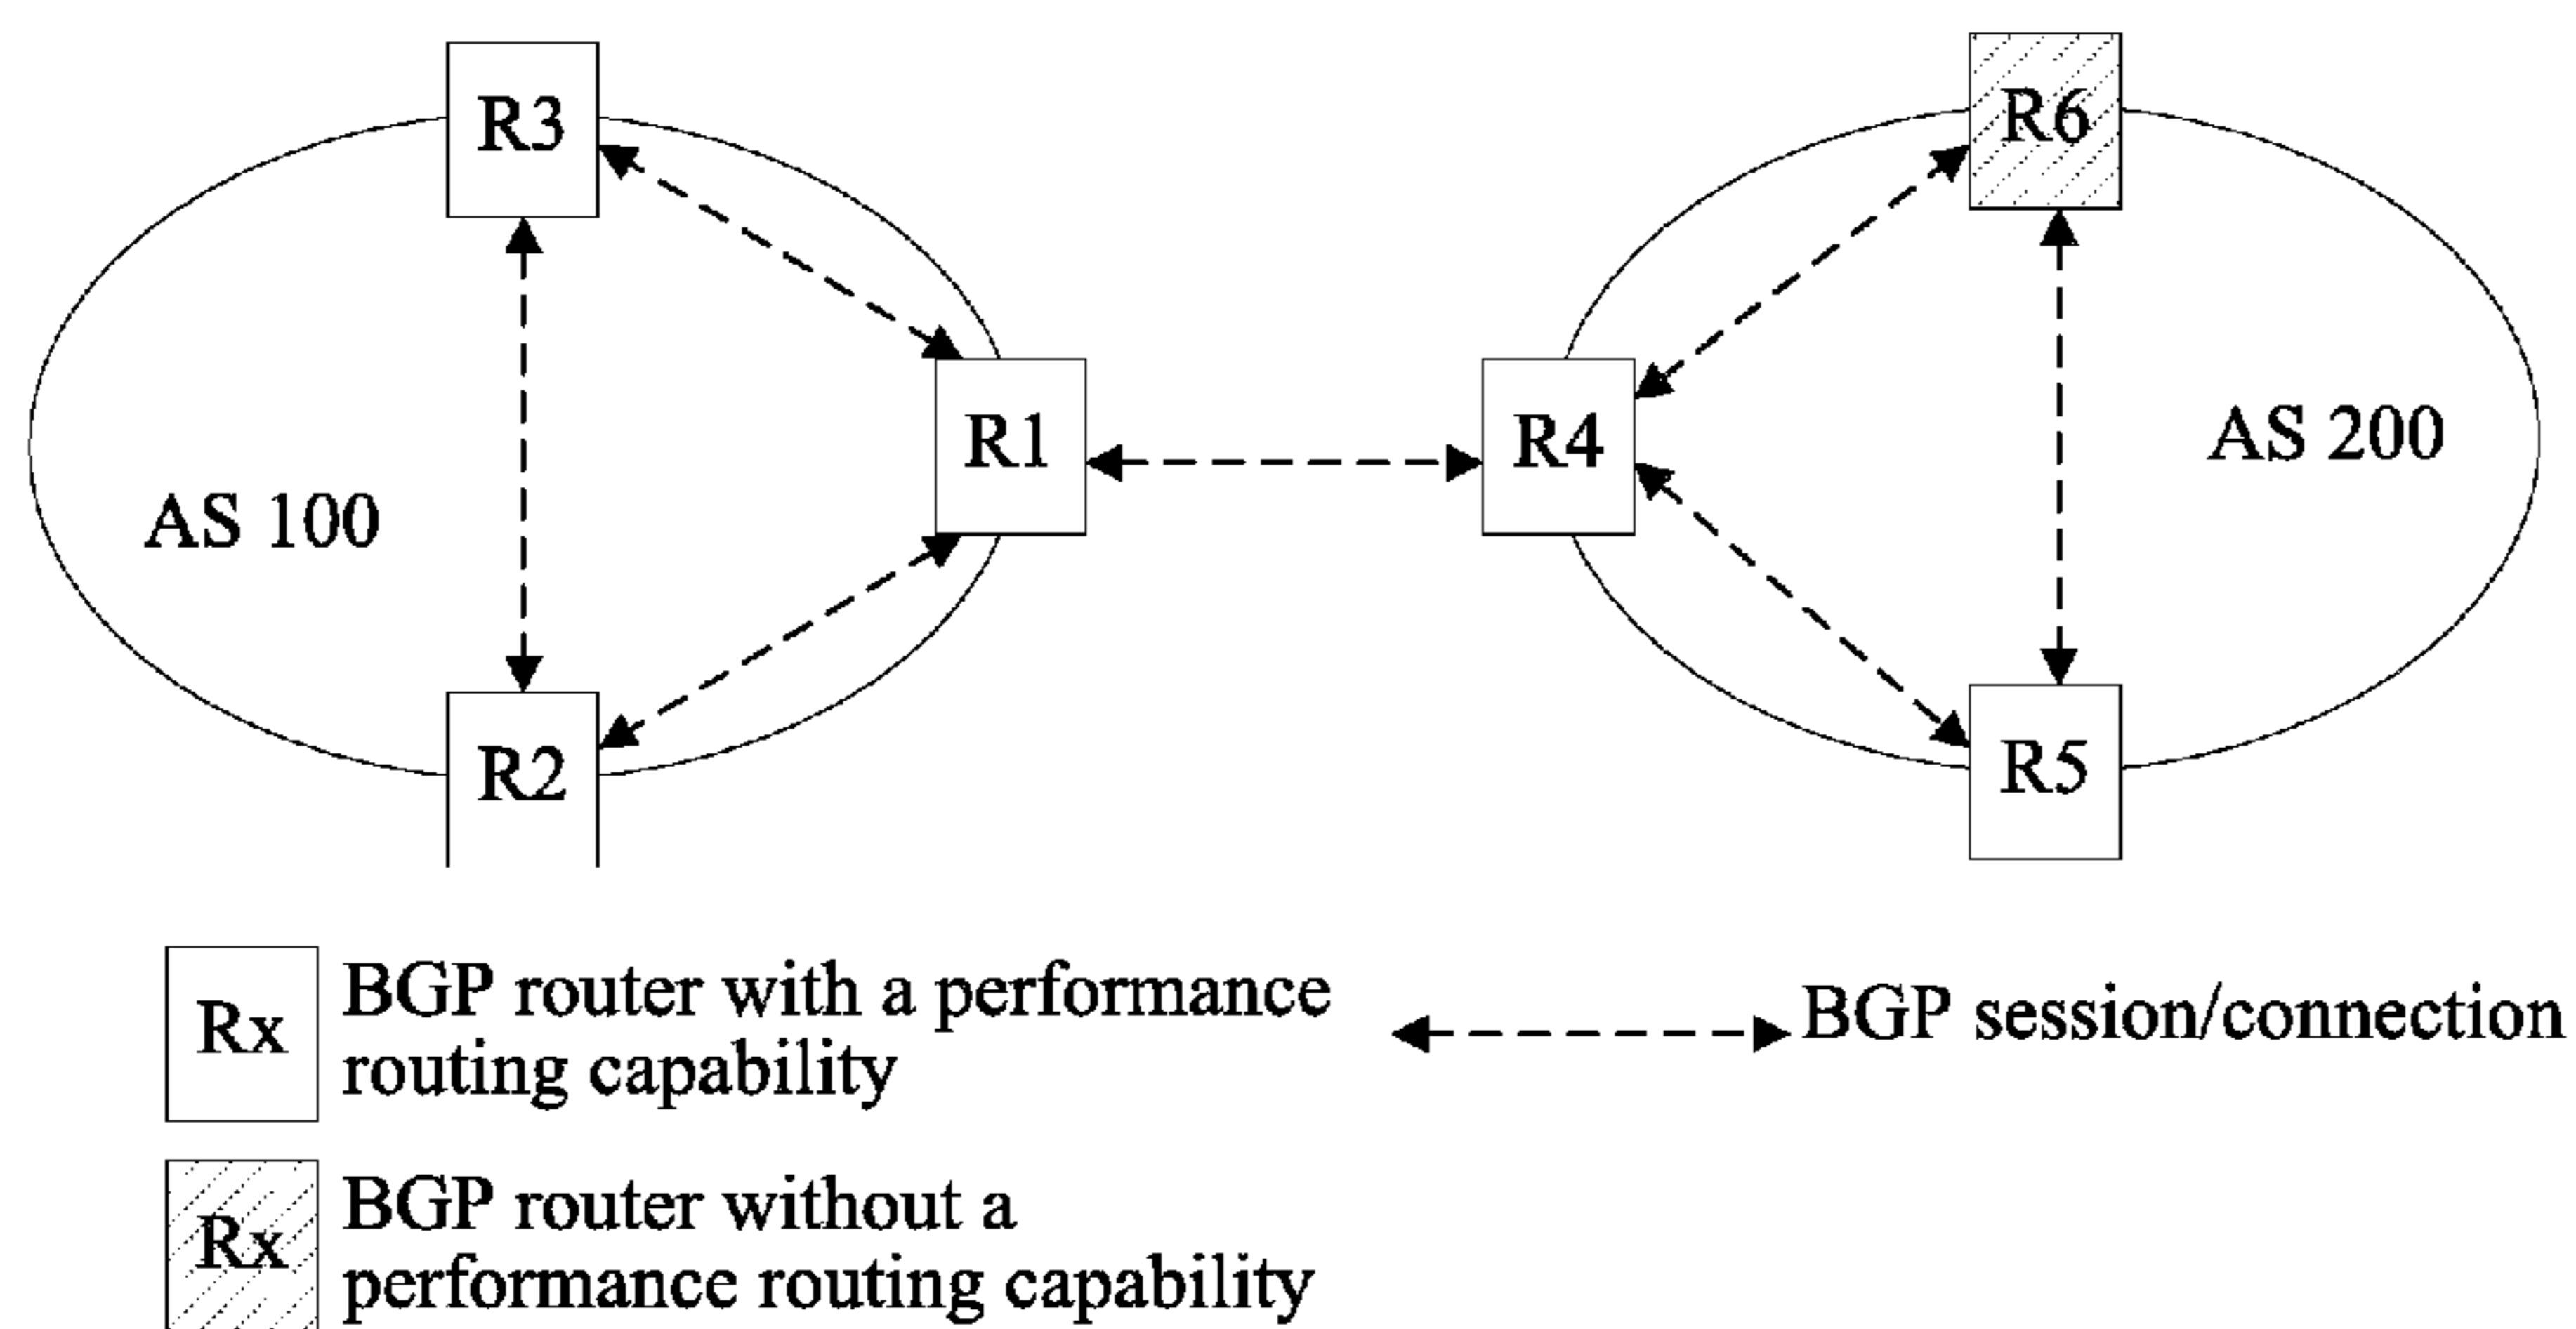 R3
R6
R1
R4
AS 200
AS 100
R2
R5
Rx
BGP router with a performance
routing capability
BGP session/connection
Rx
BGP router without a
performance routing capability